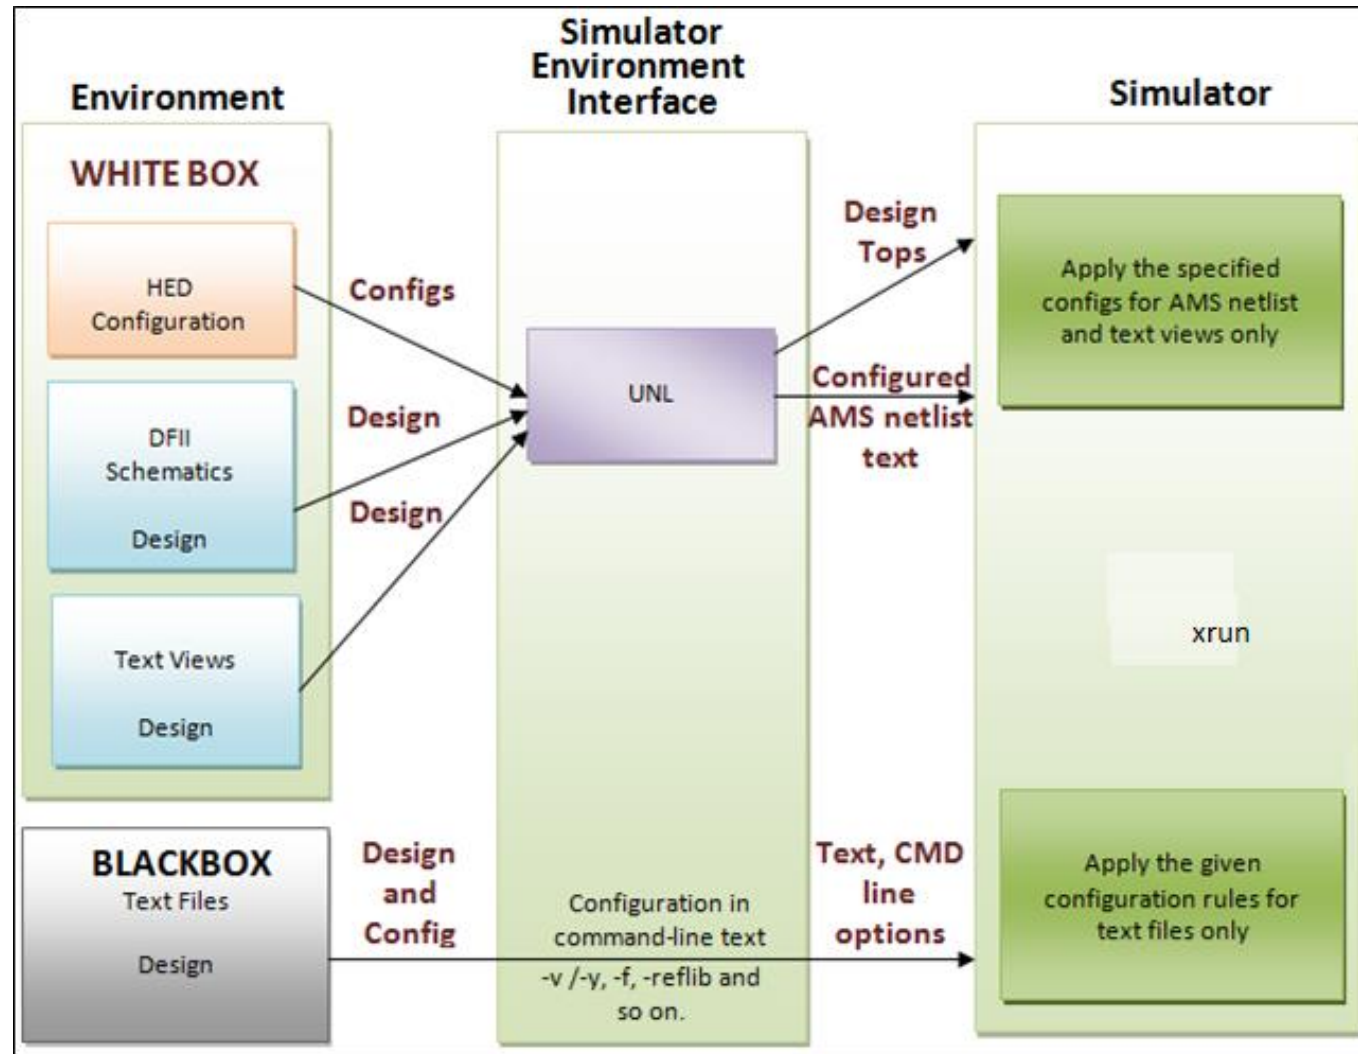 Environment
Simulator
Environment
Interface
Simulator
WHITE BOX
HED
Configuration
DFII
Schematics
Design
Text Views
Design
Configs
Design
Design
UNL
Design
Tops
Configured
AMS netlist
text
Apply the specified
configs for AMS netlist
and text views only
xrun
BLACKBOX
Text Files
Design
Design
and
Config
Configuration in
command-line text
-v /-y, -f, -reflib and
so on.
Text, CMD
line
options
Apply the given
configuration rules for
text files only